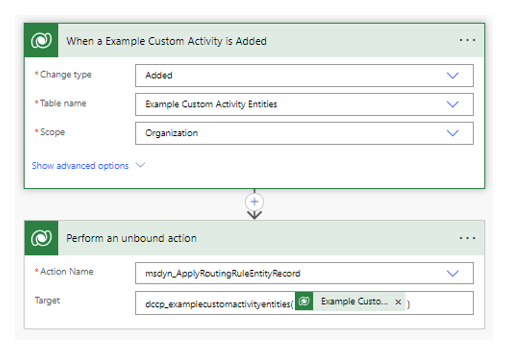 When a Example Custom Activity is Added
* Change type
Added
* Table name
Example Custom Activity Entities
* Scope
Organization
Show advanced options
Perform an unbound action
* Action Name
msdyn_ApplyRoutingRuleEntityRecord
Target
dccp_examplecustomactivityentities( Example Custo... × )